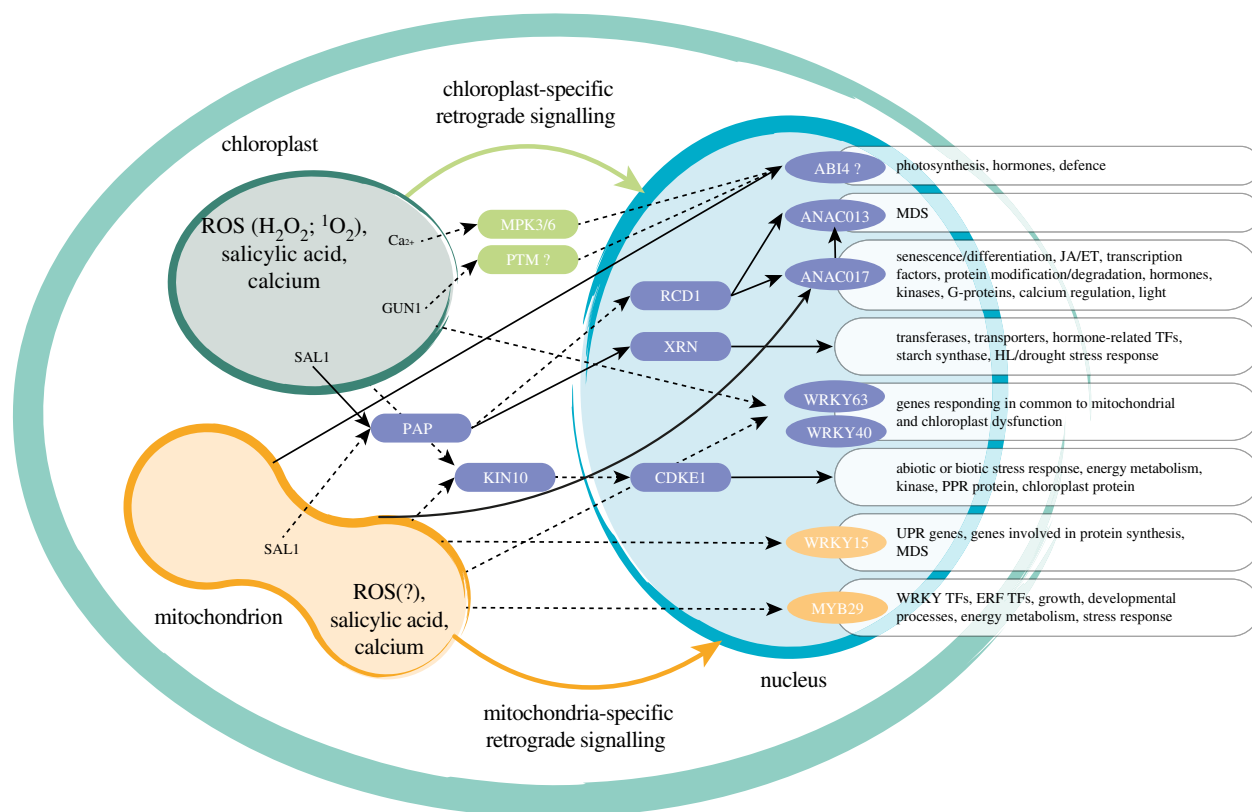 chloroplast-specific
retrograde signalling
chloroplast
ROS (H₂O₂; ¹O₂),
salicylic acid,
calcium
Ca₂₊
GUN1
SAL1
MPK3/6
PTM ?
PAP
KIN10
RCD1
XRN
CDKE1
ABI4 ?
photosynthesis, hormones, defence
ANAC013
MDS
ANAC017
senescence/differentiation, JA/ET, transcription
factors, protein modification/degradation, hormones,
kinases, G-proteins, calcium regulation, light
transferases, transporters, hormone-related TFs,
starch synthase, HL/drought stress response
WRKY63
WRKY40
genes responding in common to mitochondrial
and chloroplast dysfunction
abiotic or biotic stress response, energy metabolism,
kinase, PPR protein, chloroplast protein
WRKY15
UPR genes, genes involved in protein synthesis,
MDS
MYB29
WRKY TFs, ERF TFs, growth, developmental
processes, energy metabolism, stress response
SAL1
mitochondrion
ROS(?),
salicylic acid,
calcium
nucleus
mitochondria-specific
retrograde signalling